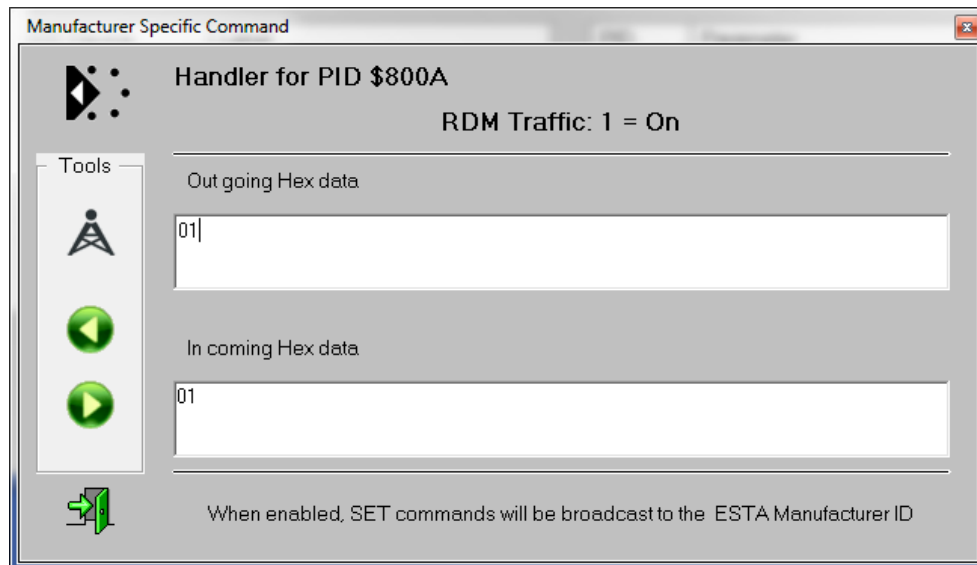 Manufacturer Specific Command
Handler for PID $800A
RDM Traffic: 1 = On
Tools
Out going Hex data
01
In coming Hex data
01
When enabled, SET commands will be broadcast to the ESTA Manufacturer ID